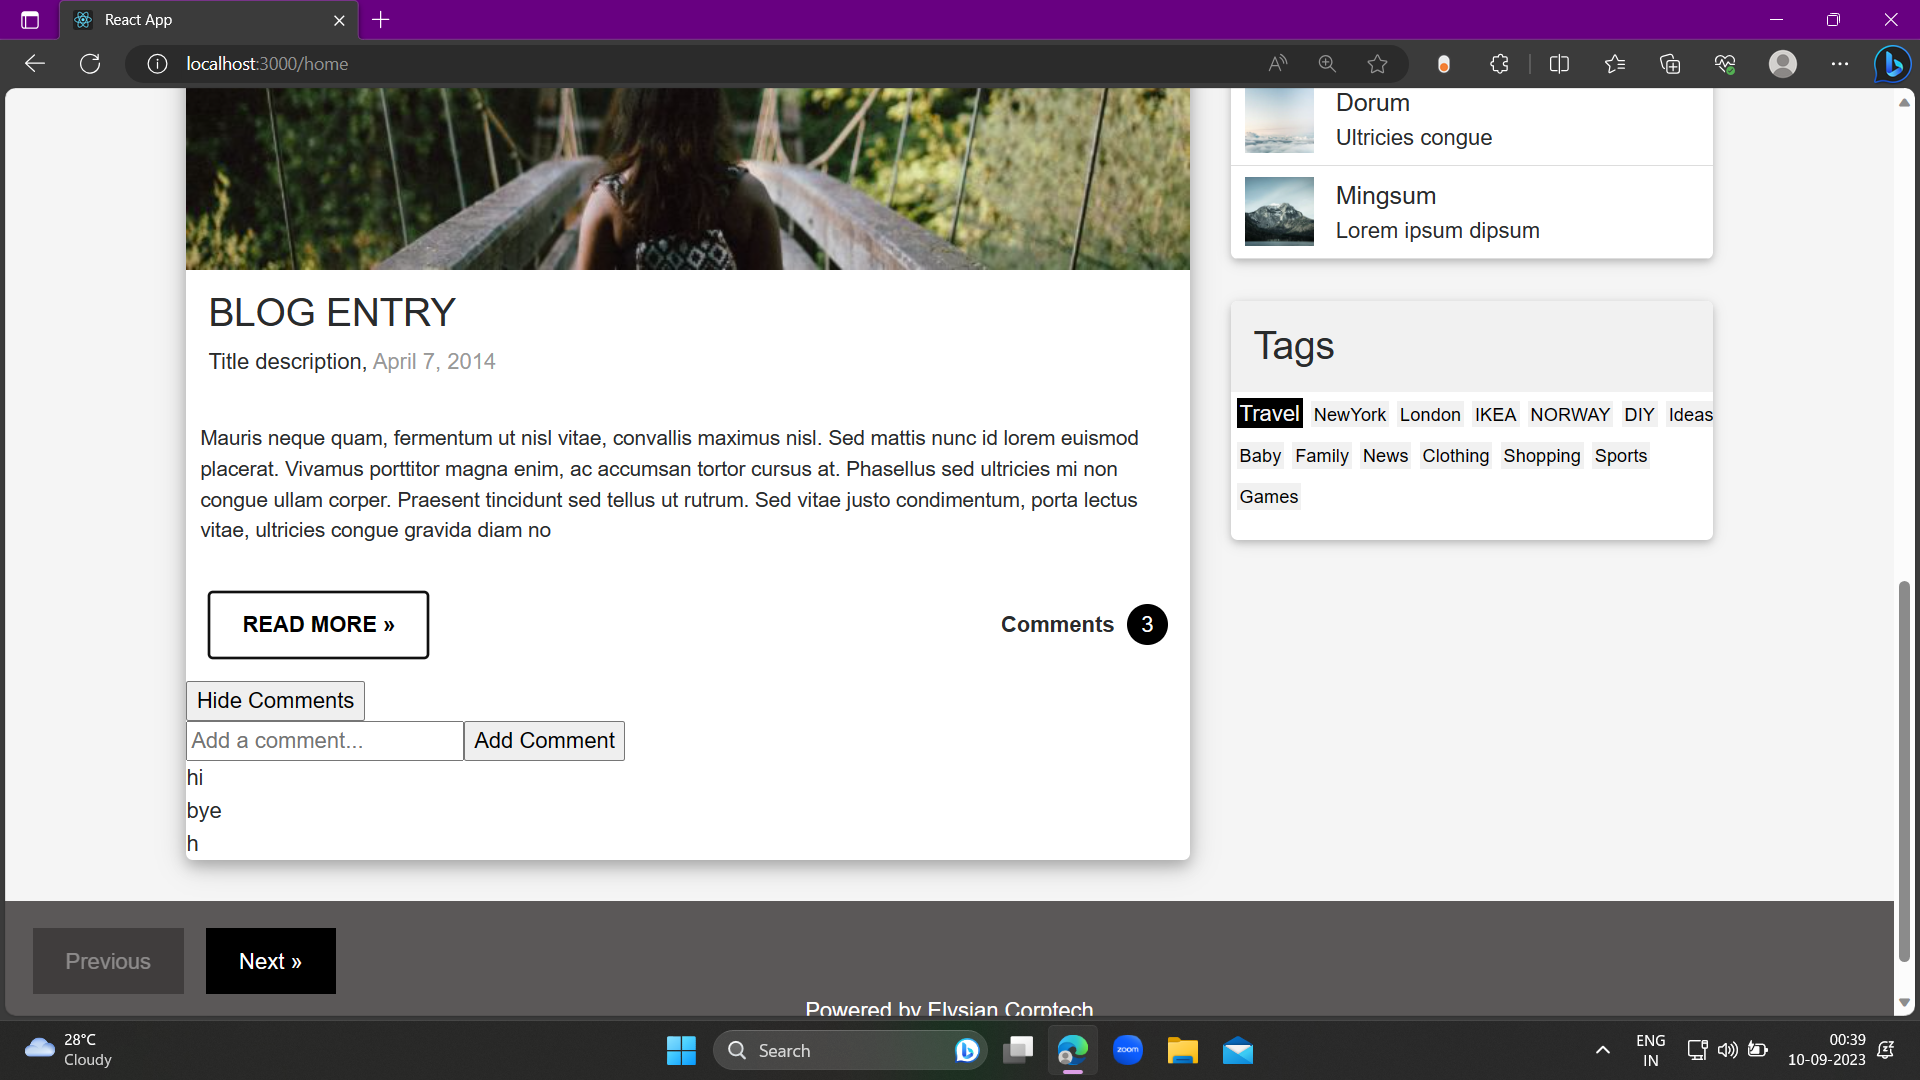 React App
localhost:3000/home
Dorum
Ultricies congue
Mingsum
Lorem ipsum dipsum
BLOG ENTRY
Title description, April 7, 2014
Mauris neque quam, fermentum ut nisl vitae, convallis maximus nisl. Sed mattis nunc id lorem euismod
placerat. Vivamus porttitor magna enim, ac accumsan tortor cursus at. Phasellus sed ultricies mi non
congue ullam corper. Praesent tincidunt sed tellus ut rutrum. Sed vitae justo condimentum, porta lectus
vitae, ultricies congue gravida diam no
READ MORE »
Comments 3
Hide Comments
Add a comment... Add Comment
hi
bye
h
Tags
Travel NewYork London IKEA NORWAY DIY Ideas
Baby Family News Clothing Shopping Sports
Games
Previous Next »
Powered by Elysian Corptech
28°C
Cloudy
Search
zoom
ENG
IN
00:39
10-09-2023